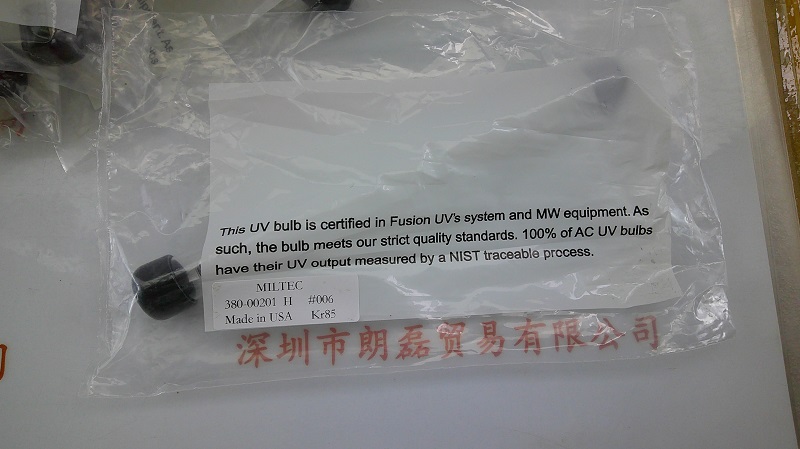 This UV bulb is certified in Fusion UV's system and MW equipment. As
such, the bulb meets our strict quality standards. 100% of AC UV bulbs
have their UV output measured by a NIST traceable process.
MILTEC
380-00201 H #006
Made in USA Kr85
深圳市朗磊贸易有限公司
司